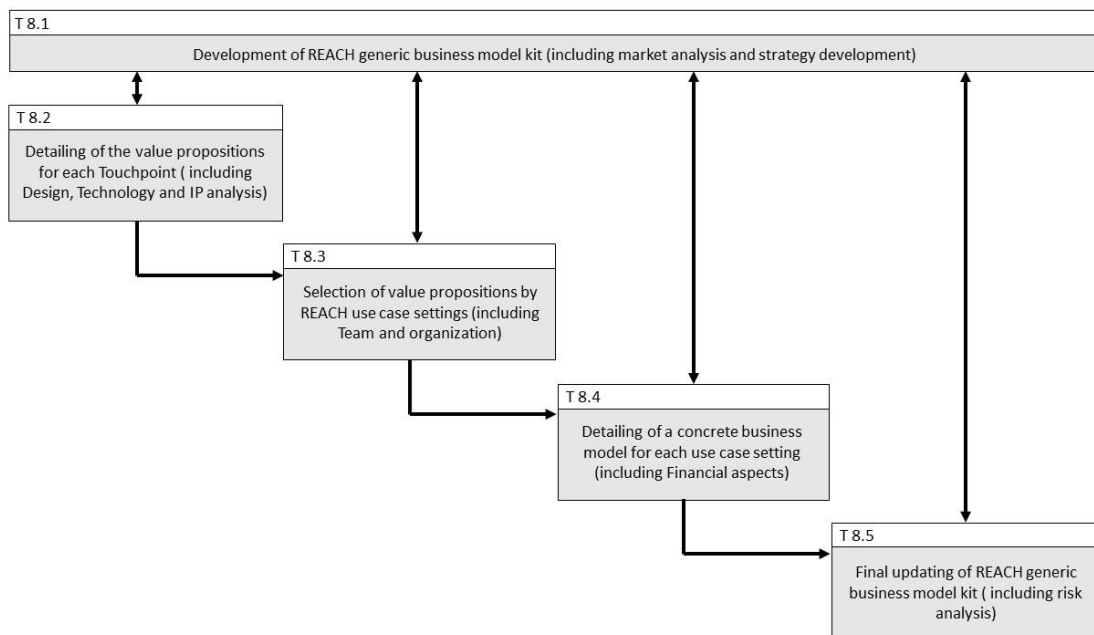 T 8.1
Development of REACH generic business model kit (including market analysis and strategy development)
T 8.2
Detailing of the value propositions
for each Touchpoint ( including
Design, Technology and IP analysis)
T 8.3
Selection of value propositions by
REACH use case settings (including
Team and organization)
T 8.4
Detailing of a concrete business
model for each use case setting
(including Financial aspects)
T 8.5
Final updating of REACH generic
business model kit ( including risk
analysis)